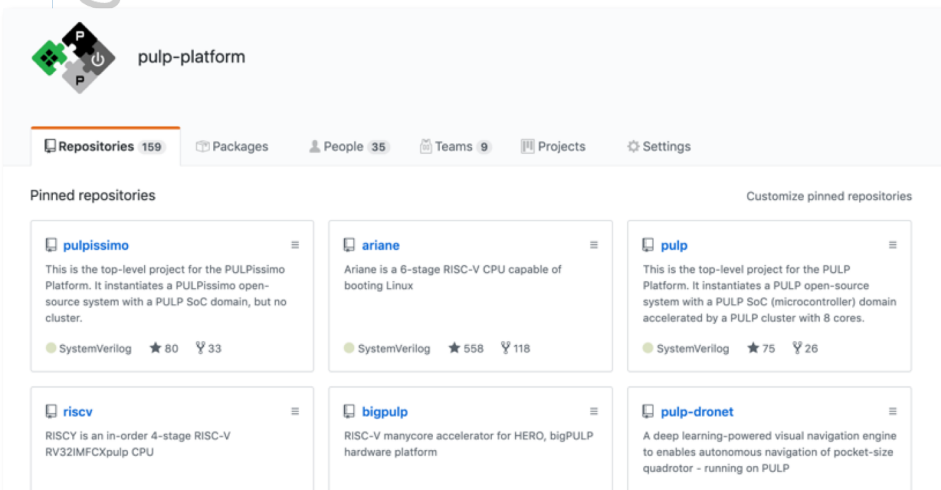 P
P
pulp-platform
Repositories 159 Packages People 35 Teams 9 Projects Settings
Pinned repositories
Customize pinned repositories
pulpissimo
This is the top-level project for the PULPissimo
Platform. It instantiates a PULPissimo open-
source system with a PULP SoC domain, but no
cluster.
SystemVerilog 80 33
ariane
Ariane is a 6-stage RISC-V CPU capable of
booting Linux
SystemVerilog 558 118
pulp
This is the top-level project for the PULP
Platform. It instantiates a PULP open-source
system with a PULP SoC (microcontroller) domain
accelerated by a PULP cluster with 8 cores.
SystemVerilog 75 26
riscv
RISCY is an in-order 4-stage RISC-V
RV32IMFCXpulp CPU
bigpulp
RISC-V manycore accelerator for HERO, bigPULP
hardware platform
pulp-dronet
A deep learning-powered visual navigation engine
to enables autonomous navigation of pocket-size
quadrotor - running on PULP